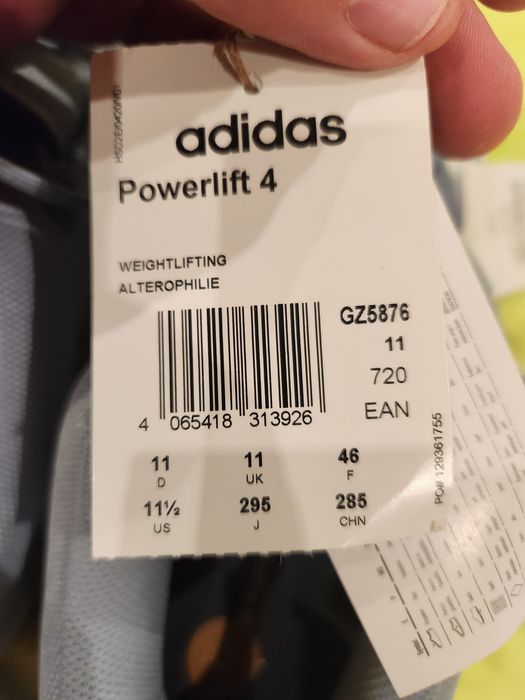 adidas
Powerlift 4
WEIGHTLIFTING
ALTEROPHILIE
GZ5876
11
720
EAN
4 065418 313926
11 11 46
D UK F
11½ 295 285
US J CHN
PO# 129361755